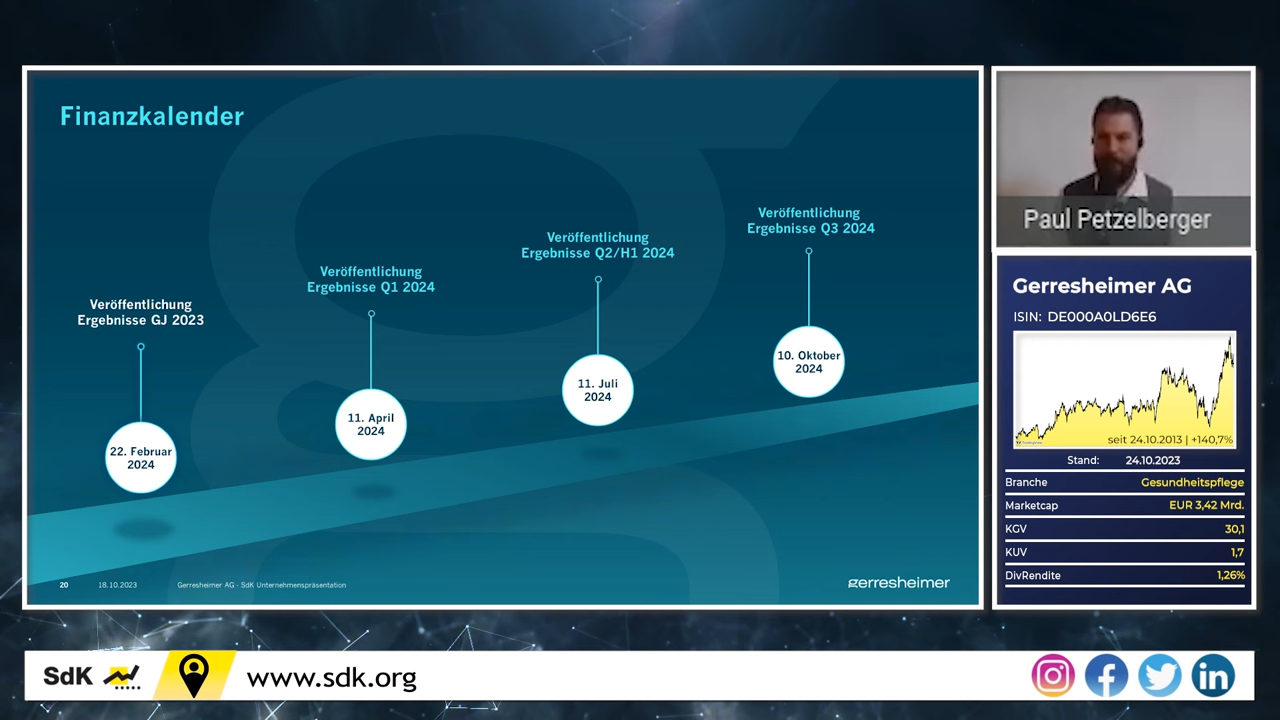 Finanzkalender
Veröffentlichung
Ergebnisse GJ 2023
22. Februar
2024
Veröffentlichung
Ergebnisse Q1 2024
11. April
2024
Veröffentlichung
Ergebnisse Q2/H1 2024
11. Juli
2024
Veröffentlichung
Ergebnisse Q3 2024
10. Oktober
2024
20 18.10.2023 Gerresheimer AG - SdK Unternehmenspräsentation
gerresheimer
Paul Petzelberger
Gerresheimer AG
ISIN: DE000A0LD6E6
seit 24.10.2013 | +140,7%
Stand: 24.10.2023
Branche Gesundheitspflege
Marketcap EUR 3,42 Mrd.
KGV 30,1
KUV 1,7
DivRendite 1,26%
SdK
www.sdk.org